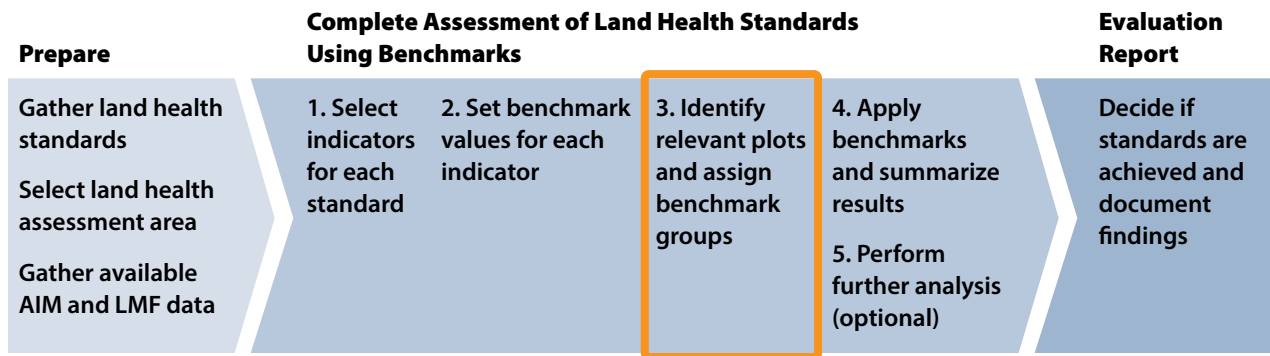 Prepare
Complete Assessment of Land Health Standards
Using Benchmarks
Evaluation
Report
Gather land health
standards
Select land health
assessment area
Gather available
AIM and LMF data
1. Select
indicators
for each
standard
2. Set benchmark
values for each
indicator
3. Identify
relevant plots
and assign
benchmark
groups
4. Apply
benchmarks
and summarize
results
5. Perform
further analysis
(optional)
Decide if
standards are
achieved and
document
findings